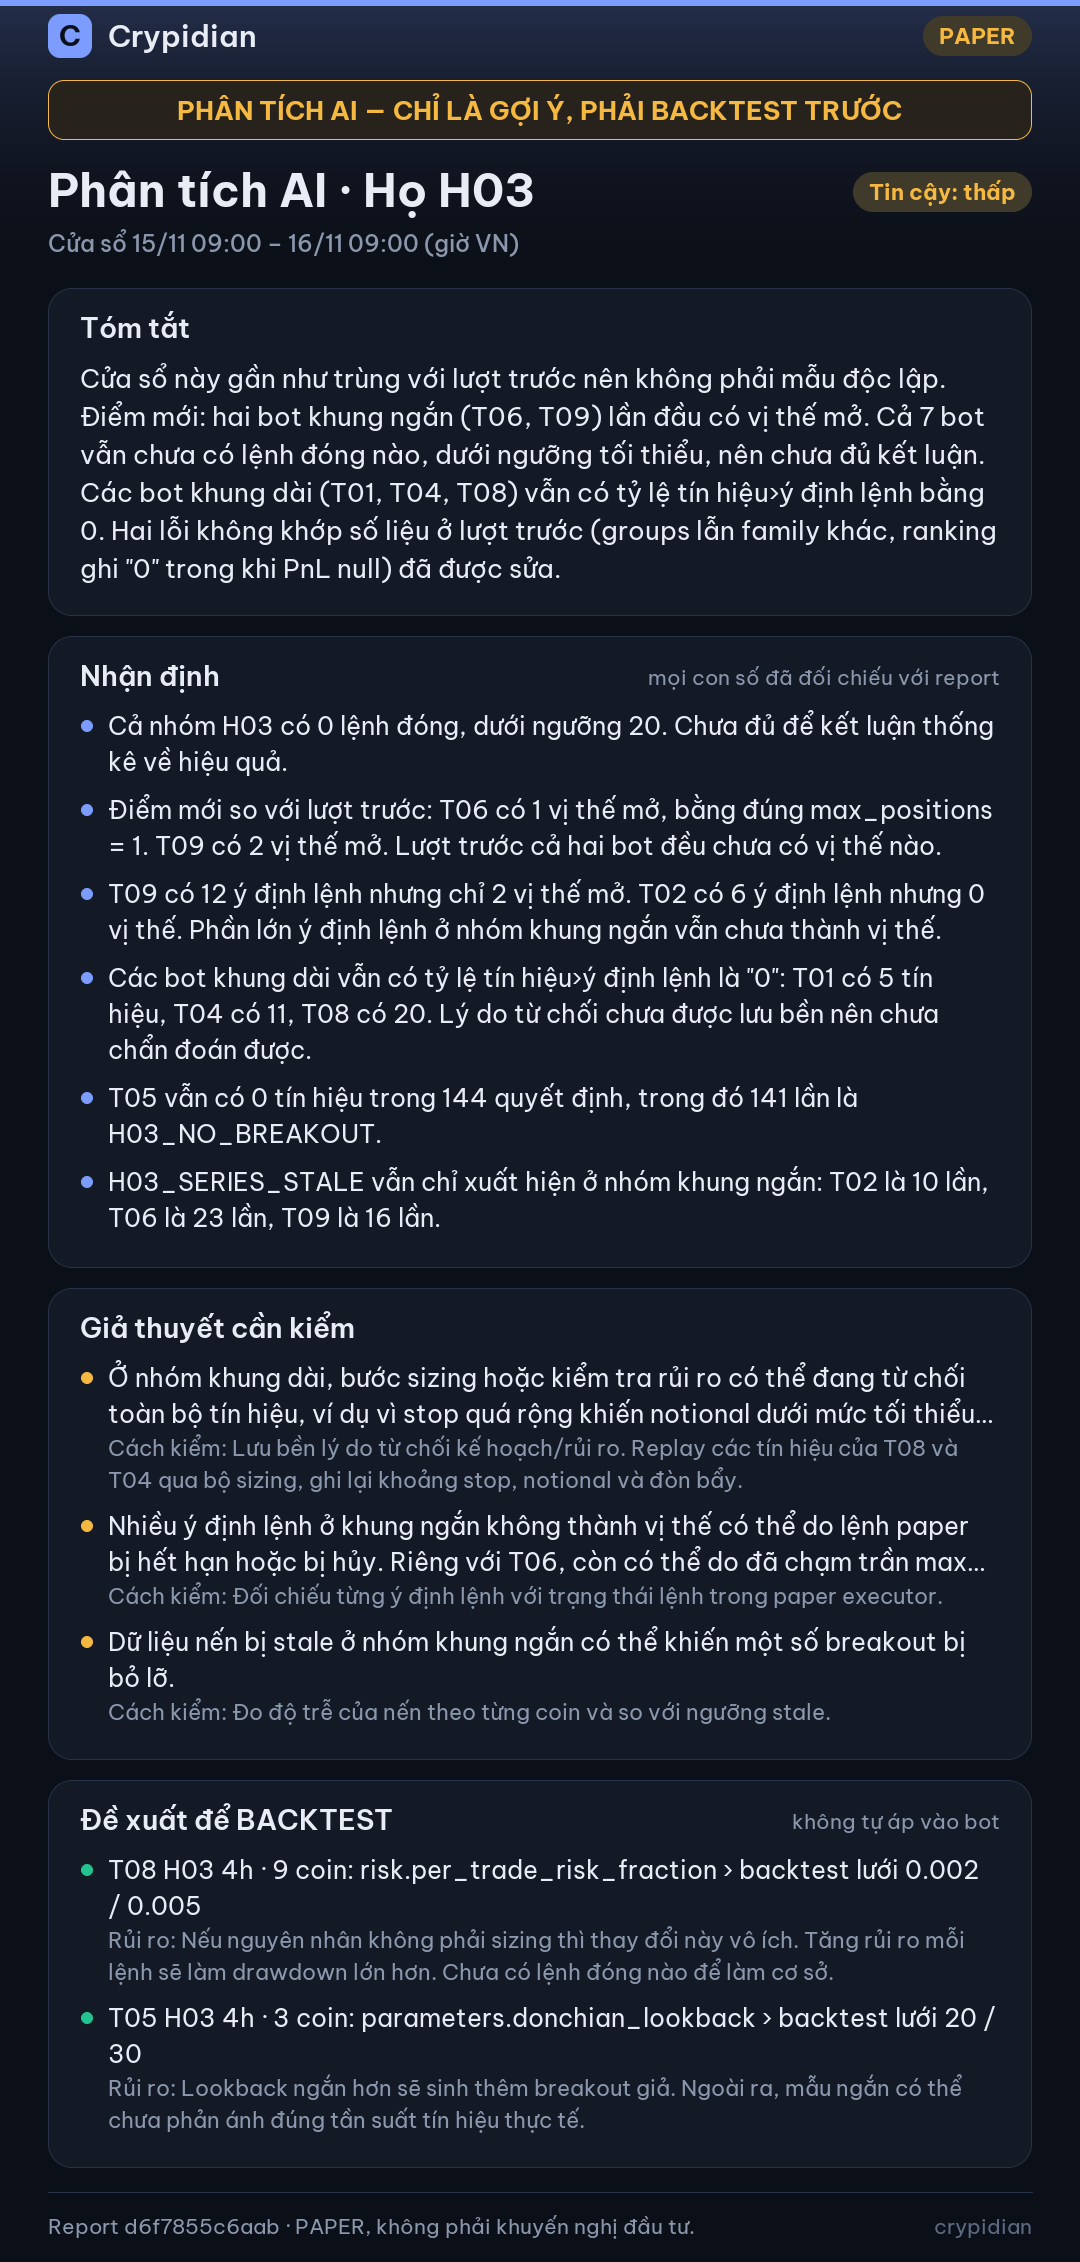 C Crypidian PAPER
PHÂN TÍCH AI — CHỈ LÀ GỢI Ý, PHẢI BACKTEST TRƯỚC
Phân tích AI · Họ H03 Tin cậy: thấp
Cửa sổ 15/11 09:00 – 16/11 09:00 (giờ VN)
Tóm tắt
Cửa sổ này gần như trùng với lượt trước nên không phải mẫu độc lập.
Điểm mới: hai bot khung ngắn (T06, T09) lần đầu có vị thế mở. Cả 7 bot
vẫn chưa có lệnh đóng nào, dưới ngưỡng tối thiểu, nên chưa đủ kết luận.
Các bot khung dài (T01, T04, T08) vẫn có tỷ lệ tín hiệu›ý định lệnh bằng
0. Hai lỗi không khớp số liệu ở lượt trước (groups lẫn family khác, ranking
ghi "0" trong khi PnL null) đã được sửa.
Nhận định mọi con số đã đối chiếu với report
Cả nhóm H03 có 0 lệnh đóng, dưới ngưỡng 20. Chưa đủ để kết luận thống
kê về hiệu quả.
Điểm mới so với lượt trước: T06 có 1 vị thế mở, bằng đúng max_positions
= 1. T09 có 2 vị thế mở. Lượt trước cả hai bot đều chưa có vị thế nào.
T09 có 12 ý định lệnh nhưng chỉ 2 vị thế mở. T02 có 6 ý định lệnh nhưng 0
vị thế. Phần lớn ý định lệnh ở nhóm khung ngắn vẫn chưa thành vị thế.
Các bot khung dài vẫn có tỷ lệ tín hiệu›ý định lệnh là "0": T01 có 5 tín
hiệu, T04 có 11, T08 có 20. Lý do từ chối chưa được lưu bền nên chưa
chẩn đoán được.
T05 vẫn có 0 tín hiệu trong 144 quyết định, trong đó 141 lần là
H03_NO_BREAKOUT.
H03_SERIES_STALE vẫn chỉ xuất hiện ở nhóm khung ngắn: T02 là 10 lần,
T06 là 23 lần, T09 là 16 lần.
Giả thuyết cần kiểm
Ở nhóm khung dài, bước sizing hoặc kiểm tra rủi ro có thể đang từ chối
toàn bộ tín hiệu, ví dụ vì stop quá rộng khiến notional dưới mức tối thiểu...
Cách kiểm: Lưu bền lý do từ chối kế hoạch/rủi ro. Replay các tín hiệu của T08 và
T04 qua bộ sizing, ghi lại khoảng stop, notional và đòn bẩy.
Nhiều ý định lệnh ở khung ngắn không thành vị thế có thể do lệnh paper
bị hết hạn hoặc bị hủy. Riêng với T06, còn có thể do đã chạm trần max...
Cách kiểm: Đối chiếu từng ý định lệnh với trạng thái lệnh trong paper executor.
Dữ liệu nến bị stale ở nhóm khung ngắn có thể khiến một số breakout bị
bỏ lỡ.
Cách kiểm: Đo độ trễ của nến theo từng coin và so với ngưỡng stale.
Đề xuất để BACKTEST không tự áp vào bot
T08 H03 4h · 9 coin: risk.per_trade_risk_fraction › backtest lưới 0.002
/ 0.005
Rủi ro: Nếu nguyên nhân không phải sizing thì thay đổi này vô ích. Tăng rủi ro mỗi
lệnh sẽ làm drawdown lớn hơn. Chưa có lệnh đóng nào để làm cơ sở.
T05 H03 4h · 3 coin: parameters.donchian_lookback › backtest lưới 20 /
30
Rủi ro: Lookback ngắn hơn sẽ sinh thêm breakout giả. Ngoài ra, mẫu ngắn có thể
chưa phản ánh đúng tần suất tín hiệu thực tế.
Report d6f7855c6aab · PAPER, không phải khuyến nghị đầu tư. crypidian